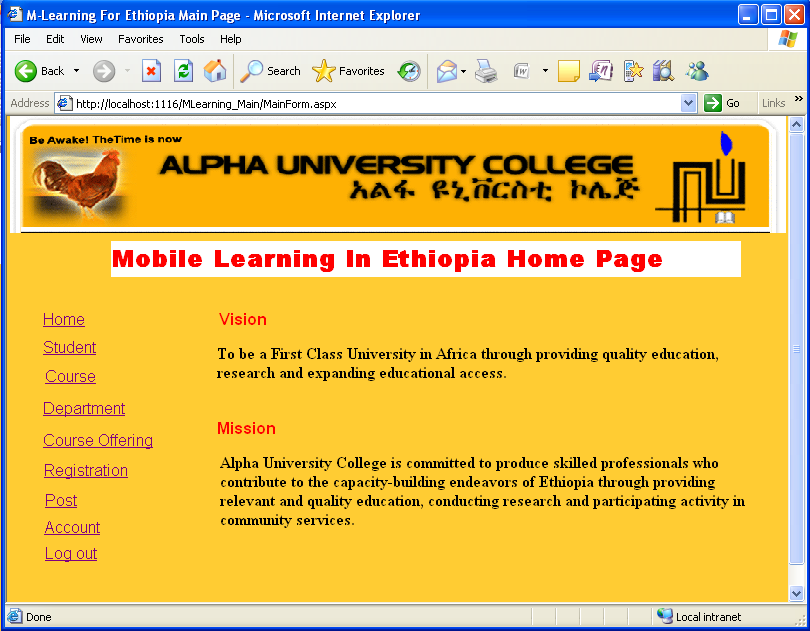 M-Learning For Ethiopia Main Page - Microsoft Internet Explorer
File Edit View Favorites Tools Help
Back Search Favorites
Address http://localhost:1116/MLearning_Main/MainForm.aspx Go Links »
Be Awake! TheTime is now
ALPHA UNIVERSITY COLLEGE
አልፋ ዩኒቨርስቲ ኮሌጅ
Mobile Learning In Ethiopia Home Page
Home
Student
Course
Department
Course Offering
Registration
Post
Account
Log out
Vision
To be a First Class University in Africa through providing quality education,
research and expanding educational access.
Mission
Alpha University College is committed to produce skilled professionals who
contribute to the capacity-building endeavors of Ethiopia through providing
relevant and quality education, conducting research and participating activity in
community services.
Done Local intranet